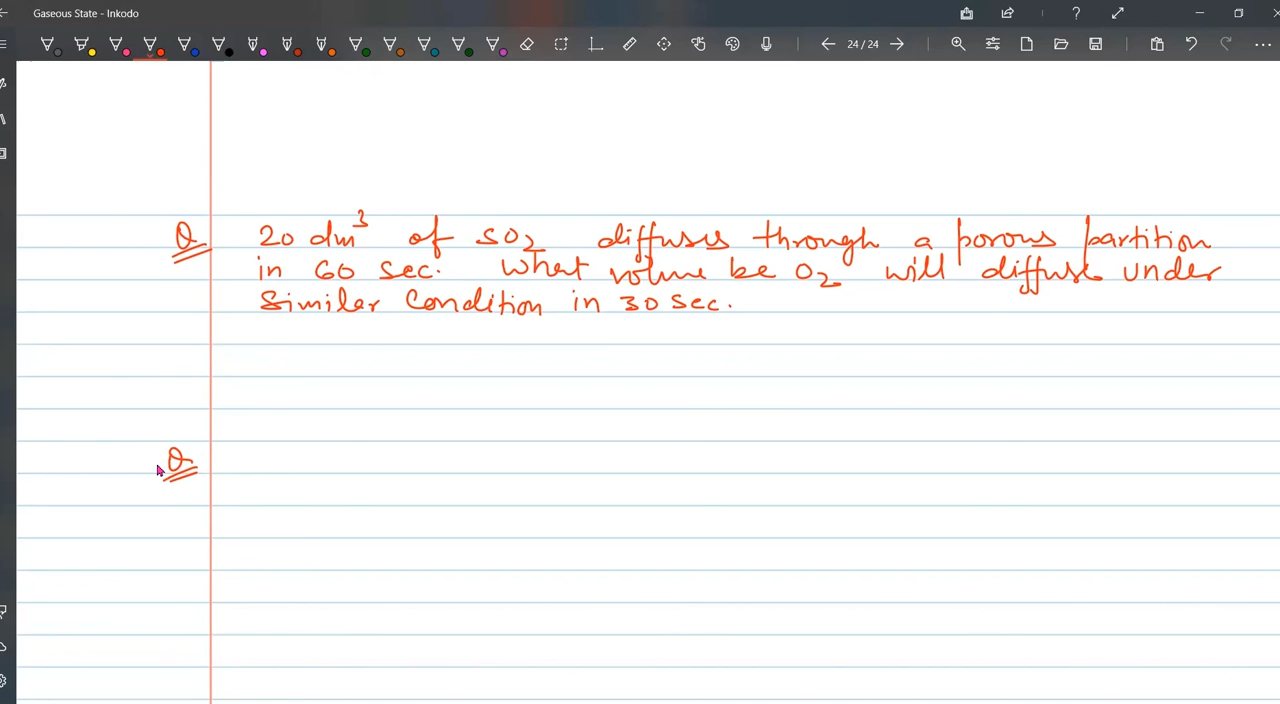 Gaseous State - Inkodo
24 / 24
Q 20 dm³ of SO₂ diffuses through a porous partition
in 60 sec. What volume be O₂ will diffuse under
Similar Condition in 30 sec.
Q